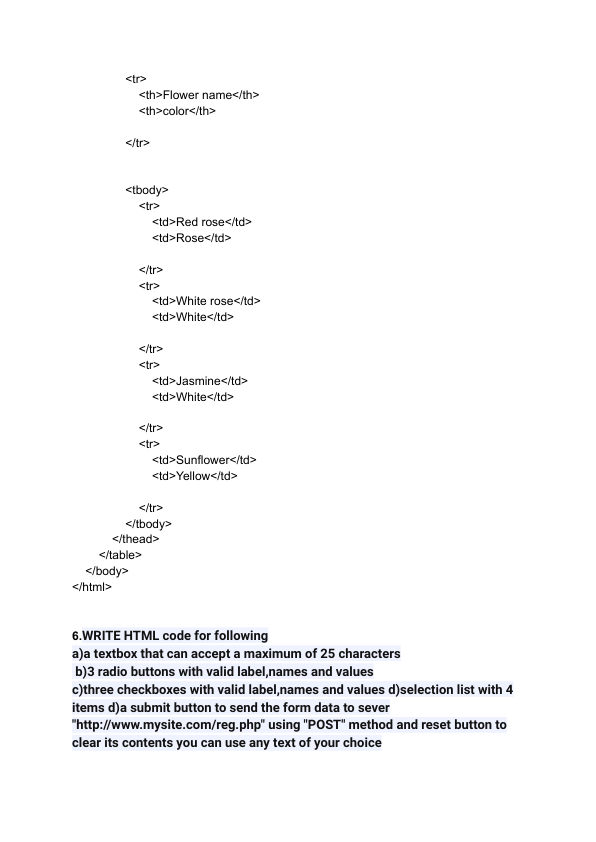 <tr>
<th>Flower name</th>
<th>color</th>
</tr>
<tbody>
<tr>
<td>Red rose</td>
<td>Rose</td>
</tr>
<tr>
<td>White rose</td>
<td>White</td>
</tr>
<tr>
<td>Jasmine</td>
<td>White</td>
</tr>
<tr>
<td>Sunflower</td>
<td>Yellow</td>
</tr>
</tbody>
</thead>
</table>
</body>
</html>
6.WRITE HTML code for following
a)a textbox that can accept a maximum of 25 characters
b)3 radio buttons with valid label,names and values
c)three checkboxes with valid label,names and values d)selection list with 4
items d)a submit button to send the form data to sever
"http://www.mysite.com/reg.php" using "POST" method and reset button to
clear its contents you can use any text of your choice